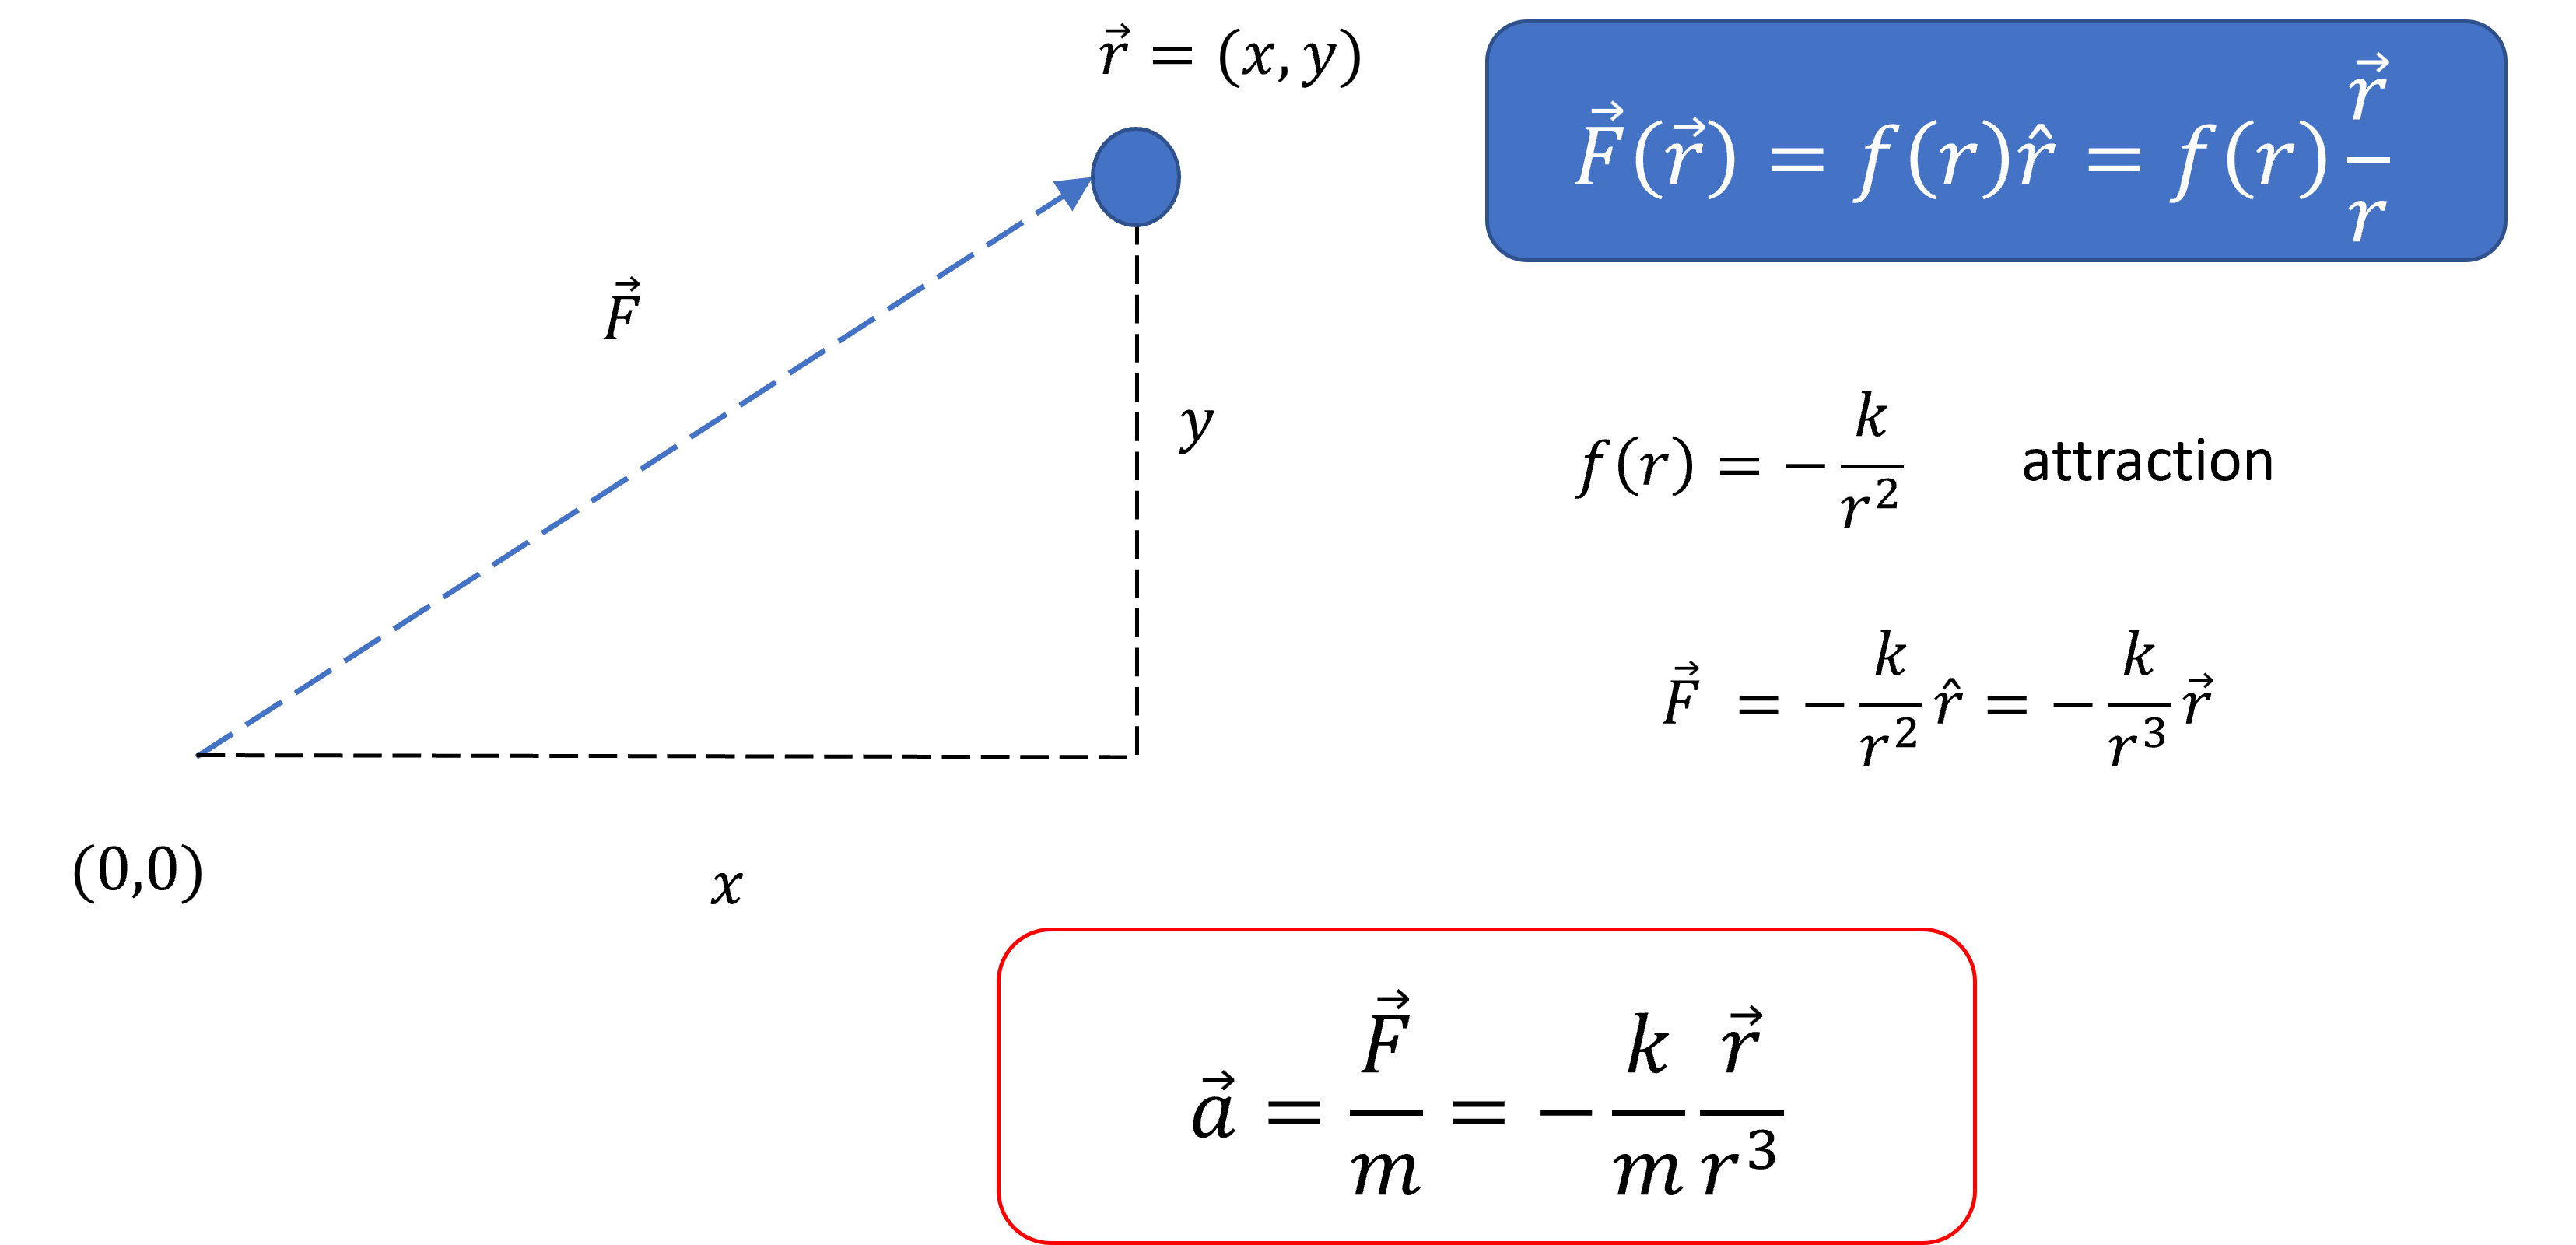 $\vec{r} = (x, y)$
$\vec{F}(\vec{r}) = f(r)\hat{r} = f(r)\frac{\vec{r}}{r}$
$\vec{F}$
$y$
$f(r) = -\frac{k}{r^2}$ attraction
$\vec{F} = -\frac{k}{r^2}\hat{r} = -\frac{k}{r^3}\vec{r}$
(0,0)
$x$
$\vec{a} = \frac{\vec{F}}{m} = -\frac{k}{m}\frac{\vec{r}}{r^3}$